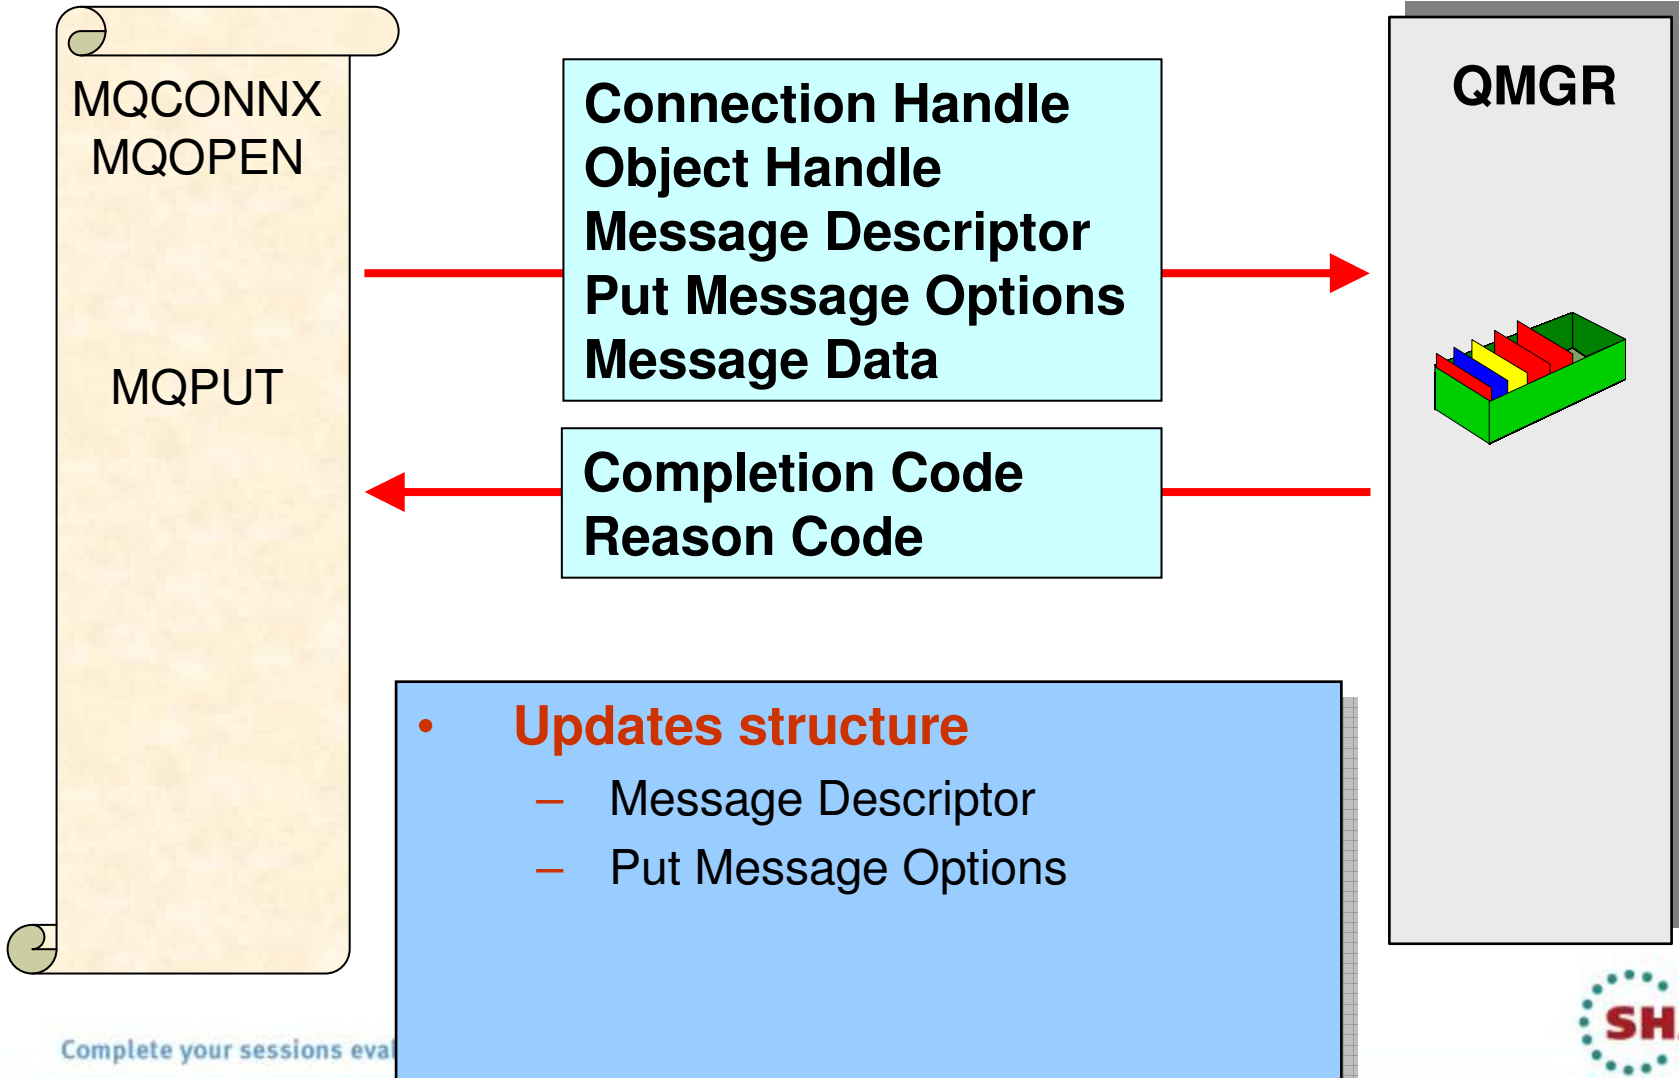 MQCONNX
MQOPEN
MQPUT
Connection Handle
Object Handle
Message Descriptor
Put Message Options
Message Data
Completion Code
Reason Code
QMGR
• Updates structure
– Message Descriptor
– Put Message Options
Complete your sessions eval
SH